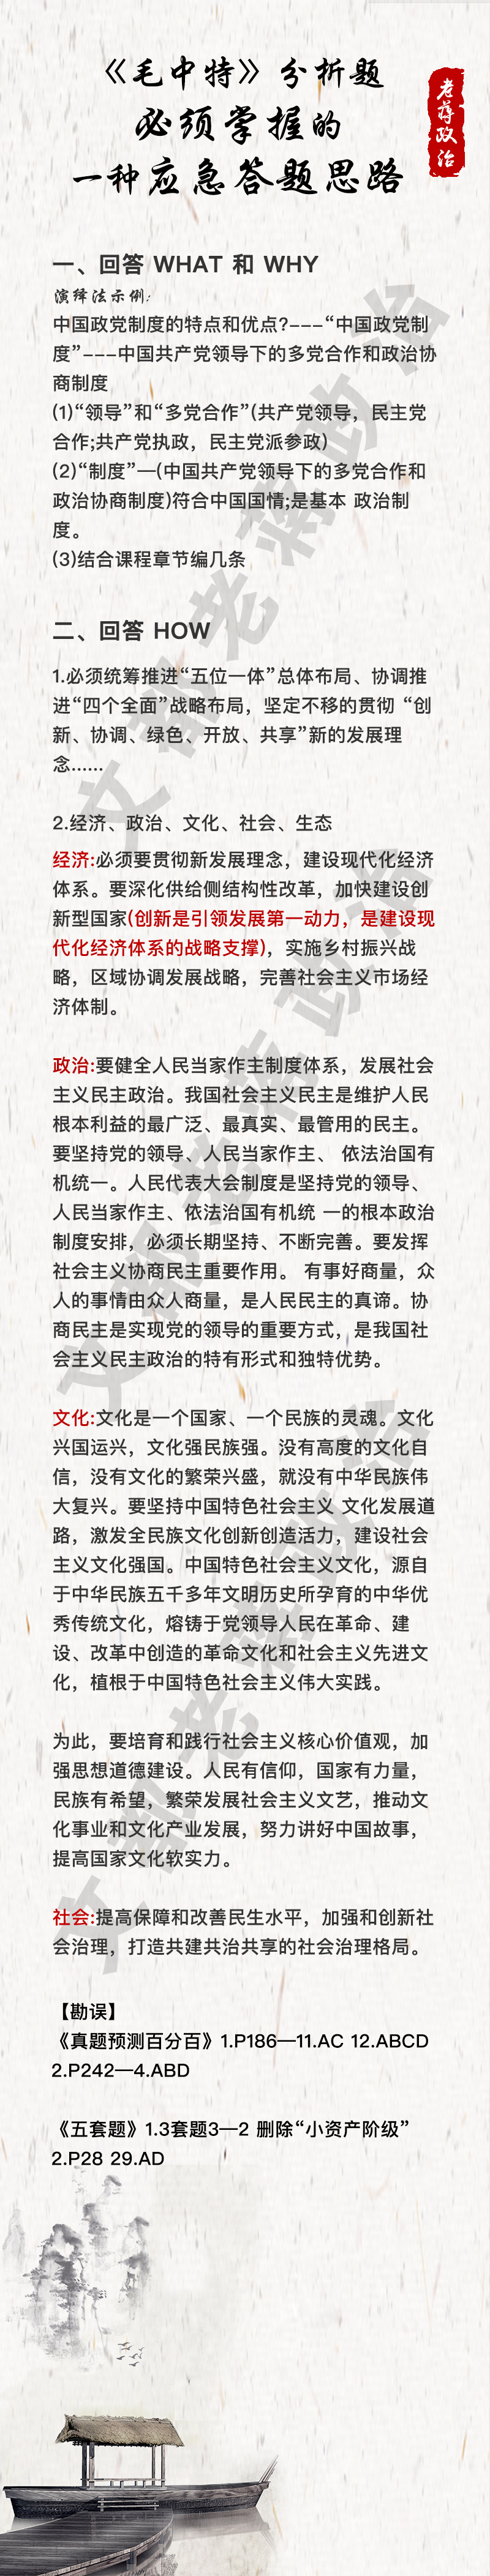 《毛中特》分析题
必须掌握的
一种应急答题思路
老蒋政治
一、回答 WHAT 和 WHY
演绎法示例:
中国政党制度的特点和优点?---“中国政党制
度”---中国共产党领导下的多党合作和政治协
商制度
(1)“领导”和“多党合作”(共产党领导，民主党
合作;共产党执政，民主党派参政)
(2)“制度”—(中国共产党领导下的多党合作和
政治协商制度)符合中国国情;是基本 政治制
度。
(3)结合课程章节编几条
二、回答 HOW
1.必须统筹推进“五位一体”总体布局、协调推
进“四个全面”战略布局，坚定不移的贯彻 “创
新、协调、绿色、开放、共享”新的发展理
念......
2.经济、政治、文化、社会、生态
经济:必须要贯彻新发展理念，建设现代化经济
体系。要深化供给侧结构性改革，加快建设创
新型国家(创新是引领发展第一动力，是建设现
代化经济体系的战略支撑)，实施乡村振兴战
略，区域协调发展战略，完善社会主义市场经
济体制。
政治:要健全人民当家作主制度体系，发展社会
主义民主政治。我国社会主义民主是维护人民
根本利益的最广泛、最真实、最管用的民主。
要坚持党的领导、人民当家作主、 依法治国有
机统一。人民代表大会制度是坚持党的领导、
人民当家作主、依法治国有机统 一的根本政治
制度安排，必须长期坚持、不断完善。要发挥
社会主义协商民主重要作用。 有事好商量，众
人的事情由众人商量，是人民民主的真谛。协
商民主是实现党的领导的重要方式，是我国社
会主义民主政治的特有形式和独特优势。
文化:文化是一个国家、一个民族的灵魂。文化
兴国运兴，文化强民族强。没有高度的文化自
信，没有文化的繁荣兴盛，就没有中华民族伟
大复兴。要坚持中国特色社会主义 文化发展道
路，激发全民族文化创新创造活力，建设社会
主义文化强国。中国特色社会主义文化，源自
于中华民族五千多年文明历史所孕育的中华优
秀传统文化，熔铸于党领导人民在革命、建
设、改革中创造的革命文化和社会主义先进文
化，植根于中国特色社会主义伟大实践。
为此，要培育和践行社会主义核心价值观，加
强思想道德建设。人民有信仰，国家有力量，
民族有希望，繁荣发展社会主义文艺，推动文
化事业和文化产业发展，努力讲好中国故事，
提高国家文化软实力。
社会:提高保障和改善民生水平，加强和创新社
会治理，打造共建共治共享的社会治理格局。
【勘误】
《真题预测百分百》1.P186—11.AC 12.ABCD
2.P242—4.ABD
《五套题》1.3套题3—2 删除“小资产阶级”
2.P28 29.AD
文都老蒋政治
文都老蒋政治
文都老蒋政治